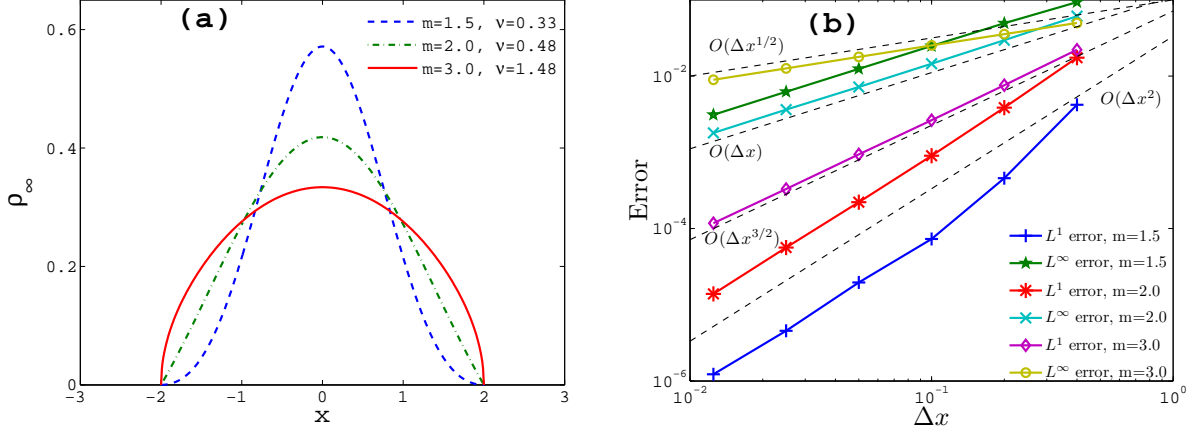 (a)
m=1.5, ν=0.33
m=2.0, ν=0.48
m=3.0, ν=1.48
0.6
0.4
0.2
0
ρ∞
−3
−2
−1
0
1
2
3
x
(b)
O(Δx^{1/2})
O(Δx^2)
O(Δx)
O(Δx^{3/2})
L^1 error, m=1.5
L^∞ error, m=1.5
L^1 error, m=2.0
L^∞ error, m=2.0
L^1 error, m=3.0
L^∞ error, m=3.0
10^{−2}
10^{−4}
10^{−6}
Error
10^{−2}
10^{−1}
10^0
Δx